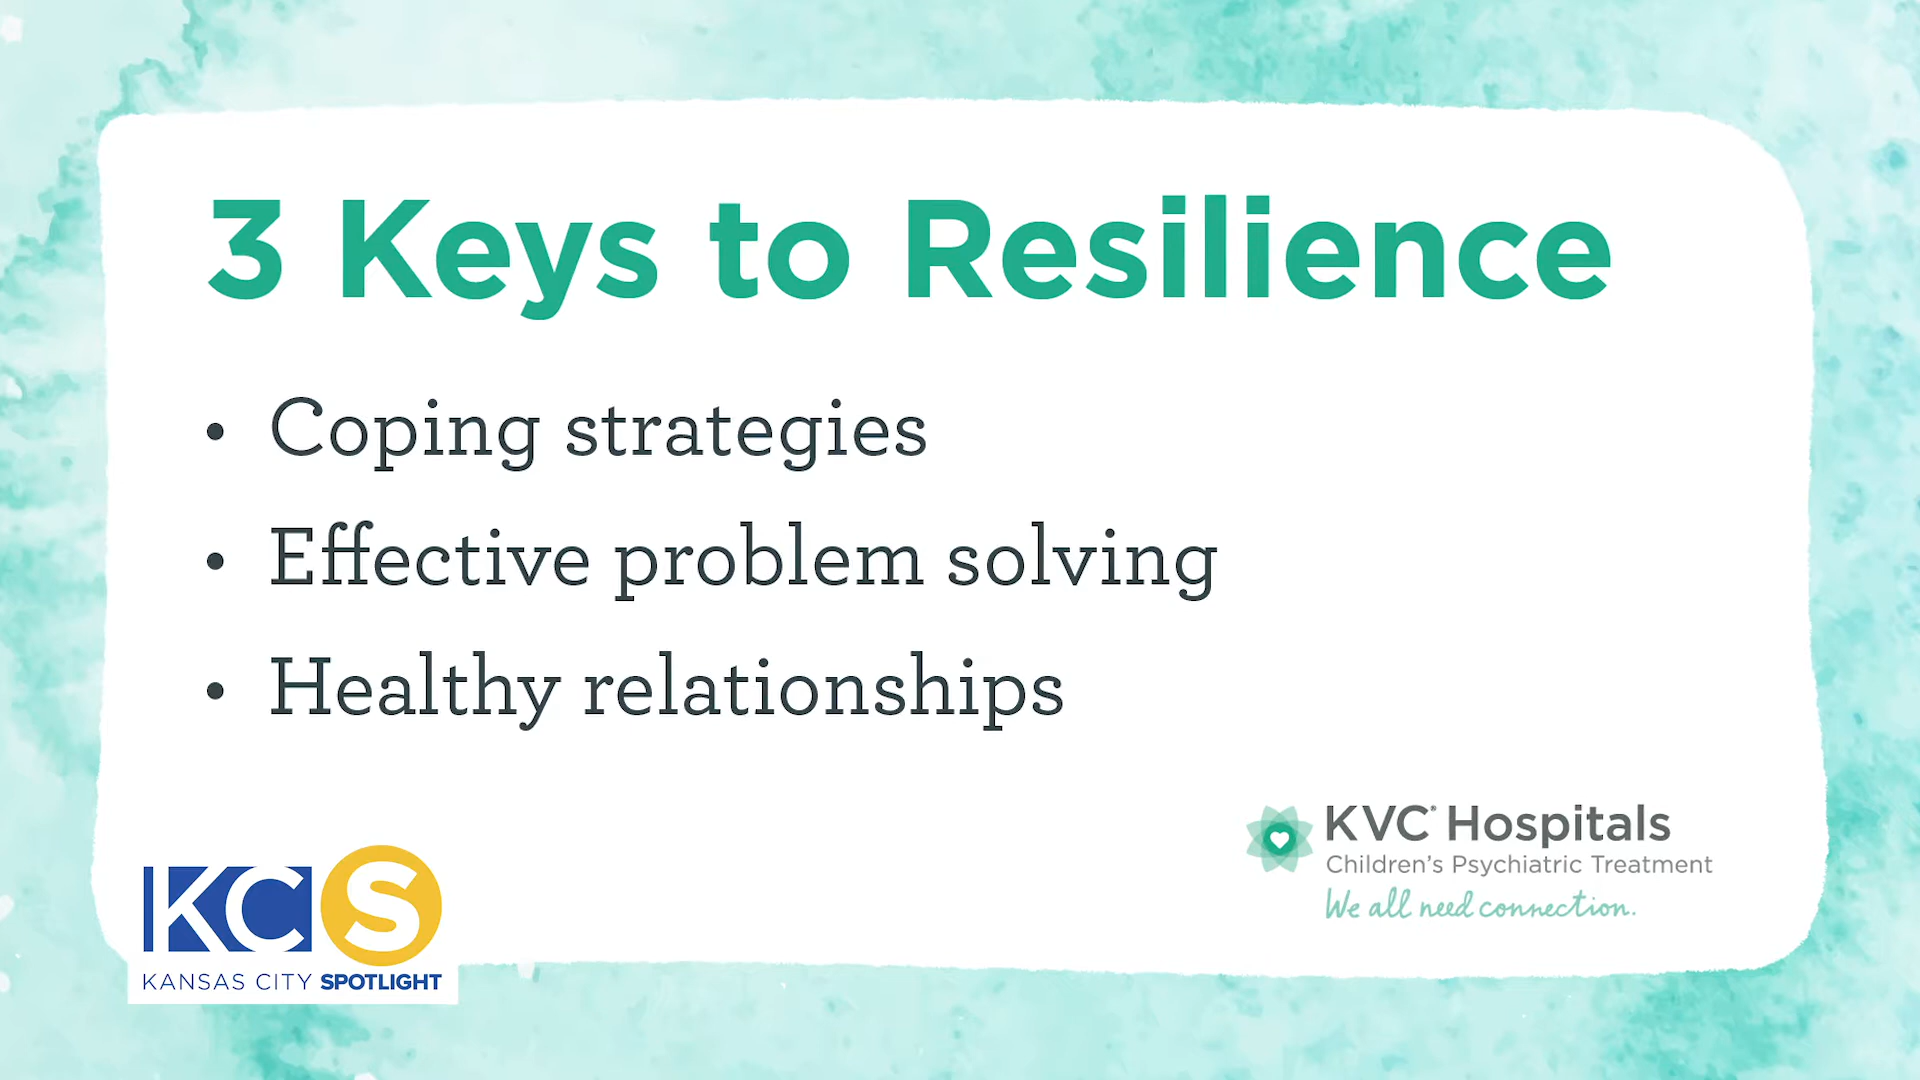 3 Keys to Resilience
• Coping strategies
• Effective problem solving
• Healthy relationships
KVC® Hospitals
Children's Psychiatric Treatment
We all need connection.
KCS
KANSAS CITY SPOTLIGHT